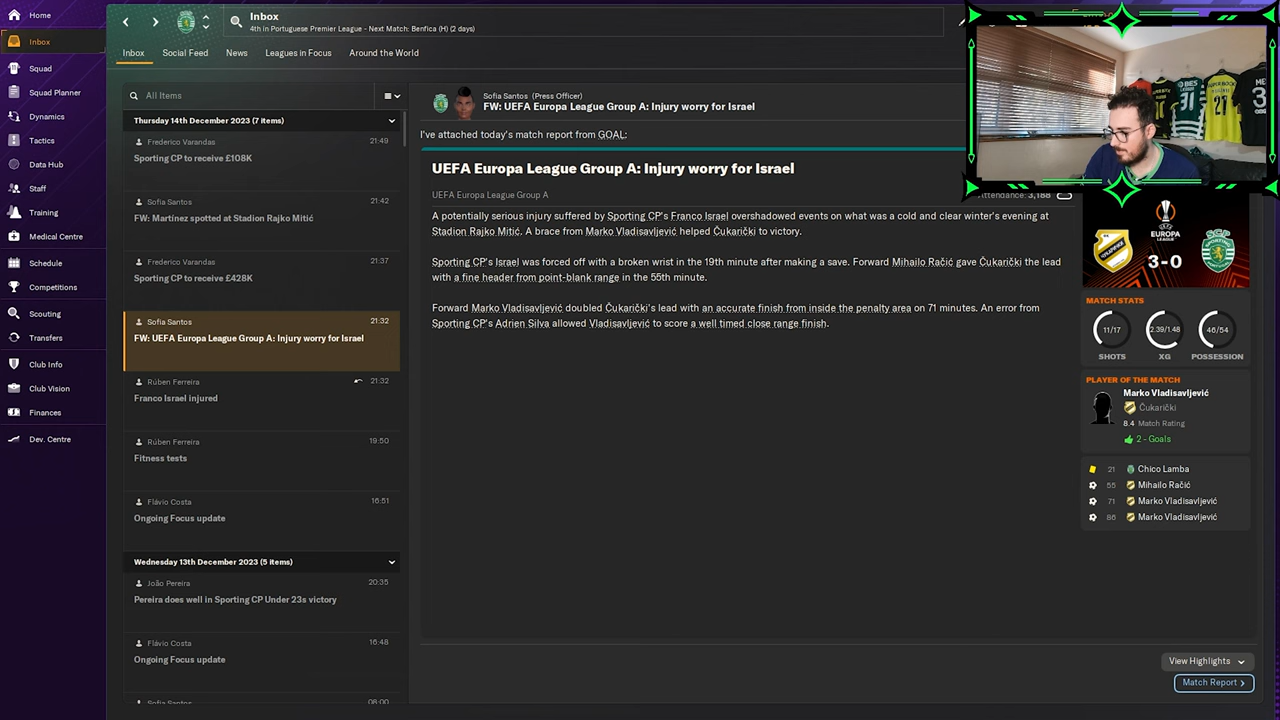 Home
Inbox
Squad
Squad Planner
Dynamics
Tactics
Data Hub
Staff
Training
Medical Centre
Schedule
Competitions
Scouting
Transfers
Club Info
Club Vision
Finances
Dev. Centre
Inbox
4th in Portuguese Premier League - Next Match: Benfica (H) (2 days)
Inbox Social Feed News Leagues in Focus Around the World
All Items
Thursday 14th December 2023 (7 items)
Frederico Varandas 21:49
Sporting CP to receive £108K
Sofia Santos 21:42
FW: Martínez spotted at Stadion Rajko Mitić
Frederico Varandas 21:37
Sporting CP to receive £428K
Sofia Santos 21:32
FW: UEFA Europa League Group A: Injury worry for Israel
Rúben Ferreira 21:32
Franco Israel injured
Rúben Ferreira 19:50
Fitness tests
Flávio Costa 16:51
Ongoing Focus update
Wednesday 13th December 2023 (5 items)
João Pereira 20:35
Pereira does well in Sporting CP Under 23s victory
Flávio Costa 16:48
Ongoing Focus update
Sofia Santos 08:00
Sofia Santos (Press Officer)
FW: UEFA Europa League Group A: Injury worry for Israel
I've attached today's match report from GOAL:
UEFA Europa League Group A: Injury worry for Israel
UEFA Europa League Group A
Attendance: 3,188
A potentially serious injury suffered by Sporting CP's Franco Israel overshadowed events on what was a cold and clear winter's evening at
Stadion Rajko Mitić. A brace from Marko Vladisavljević helped Čukarički to victory.
Sporting CP's Israel was forced off with a broken wrist in the 19th minute after making a save. Forward Mihailo Račić gave Čukarički the lead
with a fine header from point-blank range in the 55th minute.
Forward Marko Vladisavljević doubled Čukarički's lead with an accurate finish from inside the penalty area on 71 minutes. An error from
Sporting CP's Adrien Silva allowed Vladisavljević to score a well timed close range finish.
EUROPA
LEAGUE
SCP
SPORTING
3-0
MATCH STATS
11/17 2.39/1.48 46/54
SHOTS XG POSSESSION
PLAYER OF THE MATCH
Marko Vladisavljević
Čukarički
8.4 Match Rating
2 - Goals
21 Chico Lamba
55 Mihailo Račić
71 Marko Vladisavljević
86 Marko Vladisavljević
View Highlights
Match Report
31
27